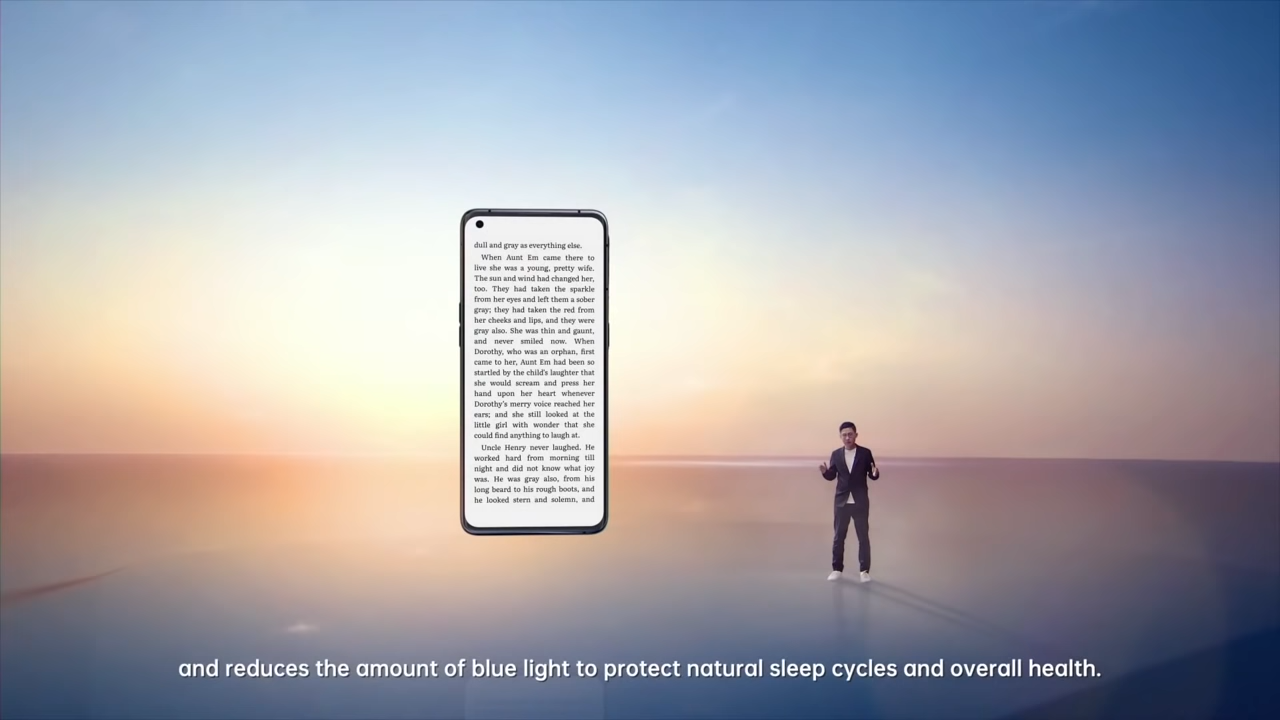 dull and gray as everything else.
When Aunt Em came there to
live she was a young, pretty wife.
The sun and wind had changed her,
too. They had taken the sparkle
from her eyes and left them a sober
gray; they had taken the red from
her cheeks and lips, and they were
gray also. She was thin and gaunt,
and never smiled now. When
Dorothy, who was an orphan, first
came to her, Aunt Em had been so
startled by the child's laughter that
she would scream and press her
hand upon her heart whenever
Dorothy's merry voice reached her
ears; and she still looked at the
little girl with wonder that she
could find anything to laugh at.
Uncle Henry never laughed. He
worked hard from morning till
night and did not know what joy
was. He was gray also, from his
long beard to his rough boots, and
he looked stern and solemn, and
and reduces the amount of blue light to protect natural sleep cycles and overall health.